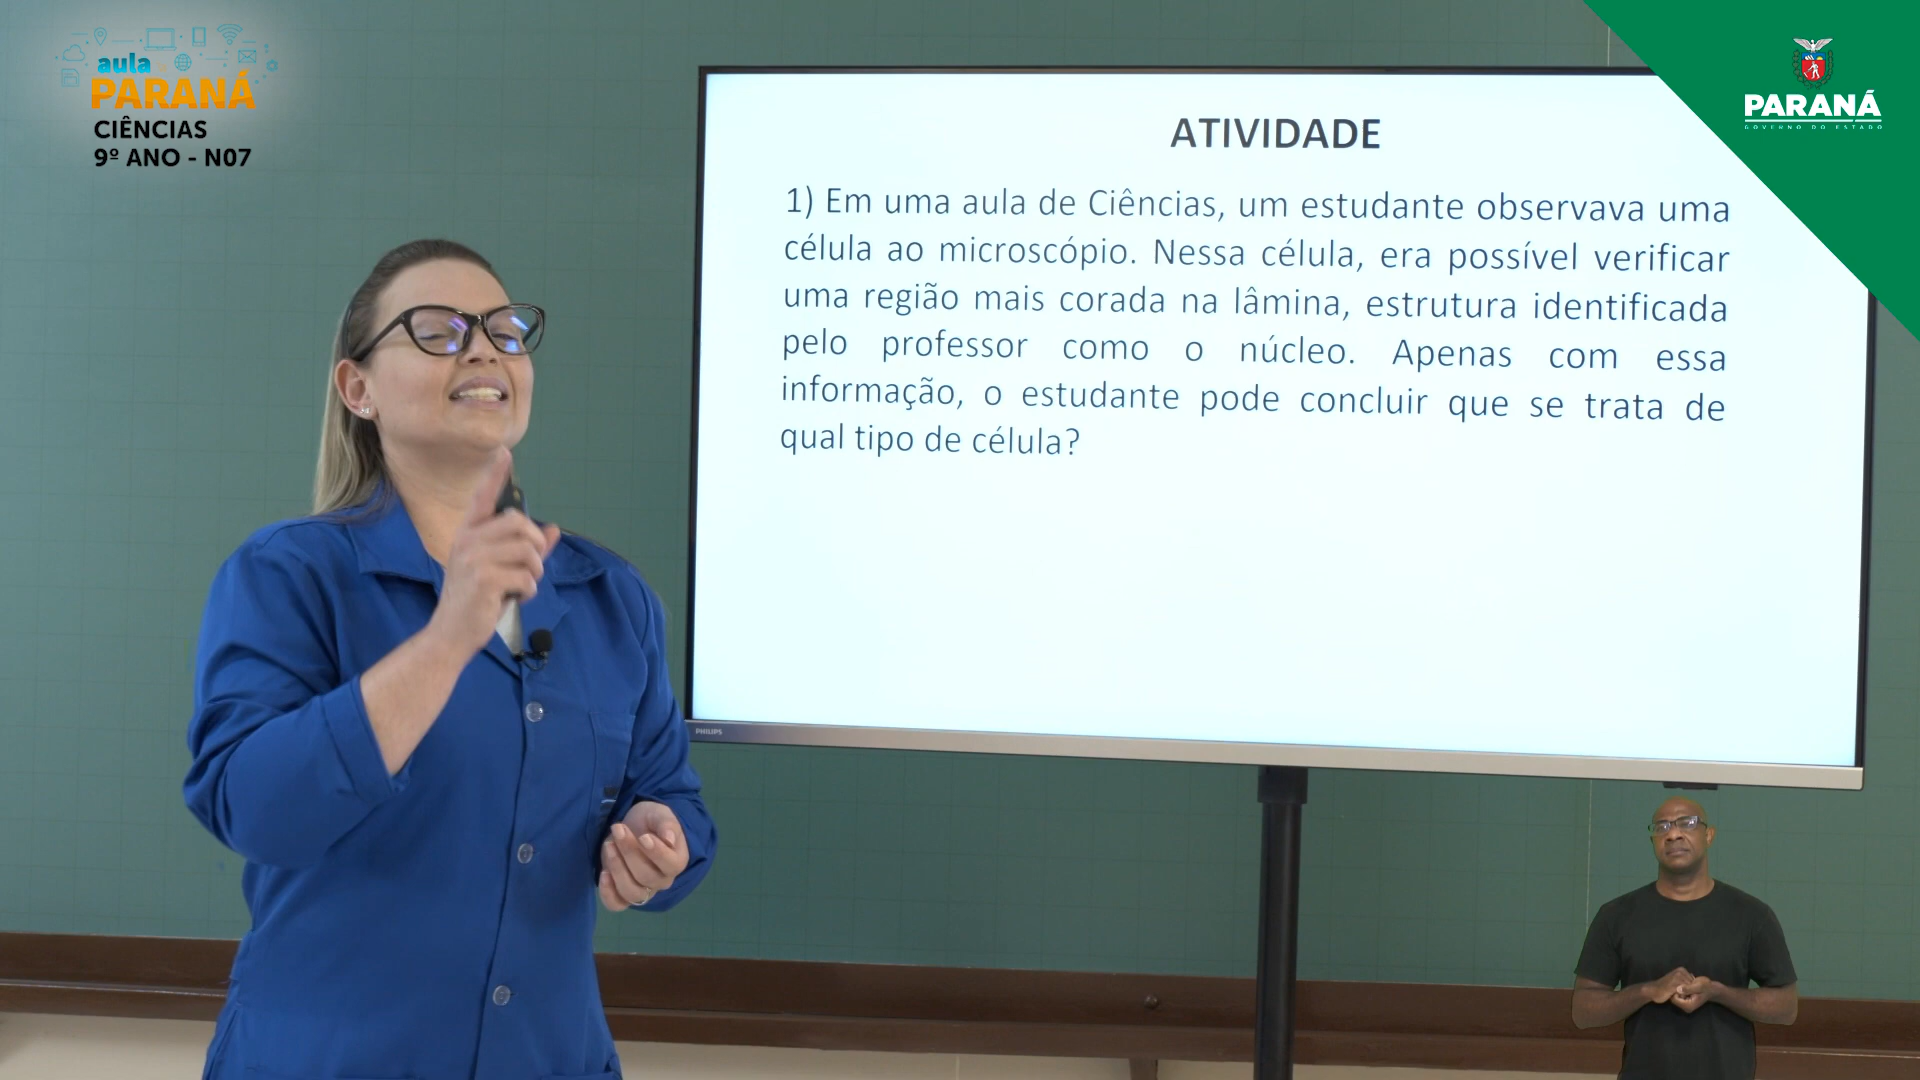 aula
PARANÁ
CIÊNCIAS
9º ANO - N07
PARANÁ
GOVERNO DO ESTADO
ATIVIDADE
1) Em uma aula de Ciências, um estudante observava uma
célula ao microscópio. Nessa célula, era possível verificar
uma região mais corada na lâmina, estrutura identificada
pelo professor como o núcleo. Apenas com essa
informação, o estudante pode concluir que se trata de
qual tipo de célula?
PHILIPS